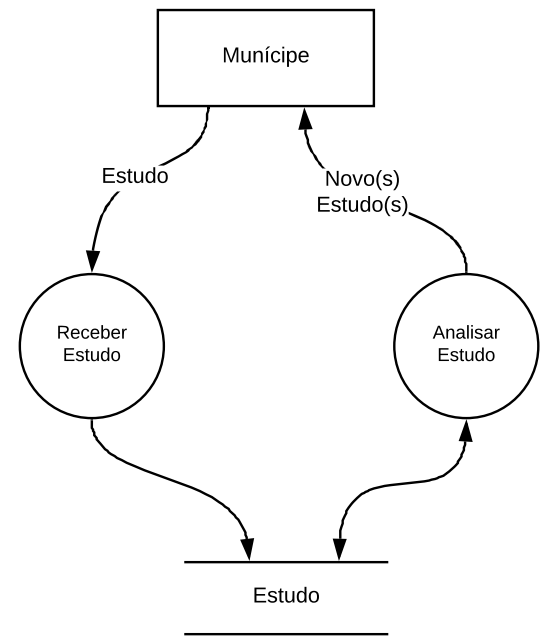 Munícipe
Estudo
Novo(s)
Estudo(s)
Receber
Estudo
Analisar
Estudo
Estudo